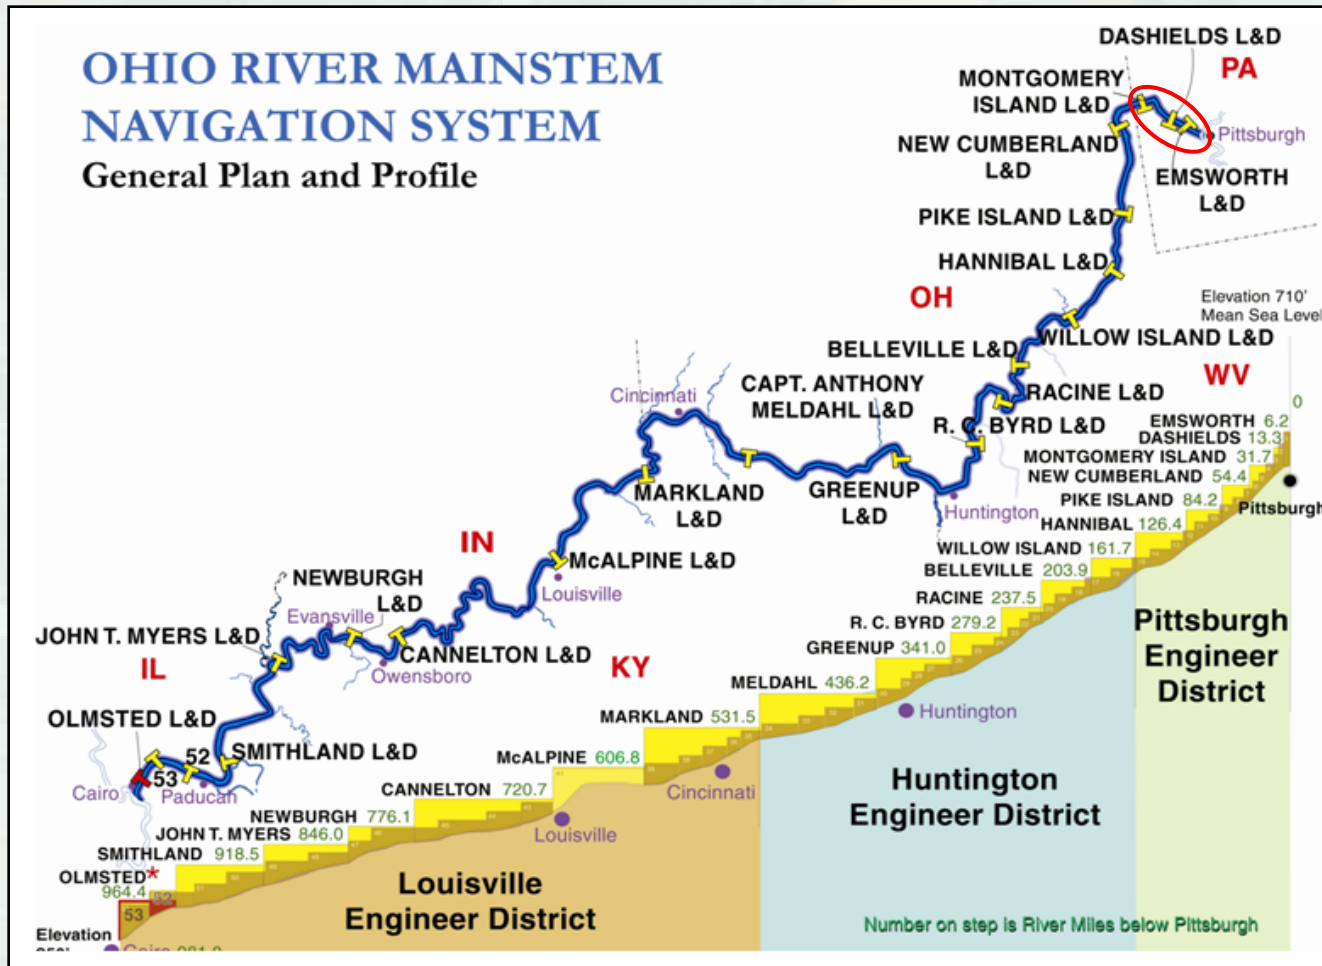 OHIO RIVER MAINSTEM
NAVIGATION SYSTEM
General Plan and Profile
DASHIELDS L&D
PA
MONTGOMERY
ISLAND L&D
Pittsburgh
NEW CUMBERLAND
L&D
EMSWORTH
L&D
PIKE ISLAND L&D
HANNIBAL L&D
OH
Elevation 710'
Mean Sea Level
WILLOW ISLAND L&D
BELLEVILLE L&D
WV
CAPT. ANTHONY
MELDAHL L&D
RACINE L&D
Cincinnati
R. C. BYRD L&D
0
EMSWORTH 6.2
DASHIELDS 13.3
MONTGOMERY ISLAND 31.7
NEW CUMBERLAND 54.4
PIKE ISLAND 84.2
HANNIBAL 126.4
WILLOW ISLAND 161.7
BELLEVILLE 203.9
RACINE 237.5
R. C. BYRD 279.2
GREENUP 341.0
MELDAHL 436.2
MARKLAND 531.5
McALPINE 606.8
CANNELTON 720.7
NEWBURGH 776.1
JOHN T. MYERS 846.0
SMITHLAND 918.5
OLMSTED*
964.4
52
53
Pittsburgh
MARKLAND
L&D
GREENUP
L&D
Huntington
IN
McALPINE L&D
Louisville
NEWBURGH
L&D
Evansville
JOHN T. MYERS L&D
CANNELTON L&D
IL
Owensboro
KY
OLMSTED L&D
52
SMITHLAND L&D
53
Cairo
Paducah
Pittsburgh
Engineer
District
Huntington
Huntington
Engineer District
Cincinnati
Louisville
Louisville
Engineer District
Number on step is River Miles below Pittsburgh
Elevation